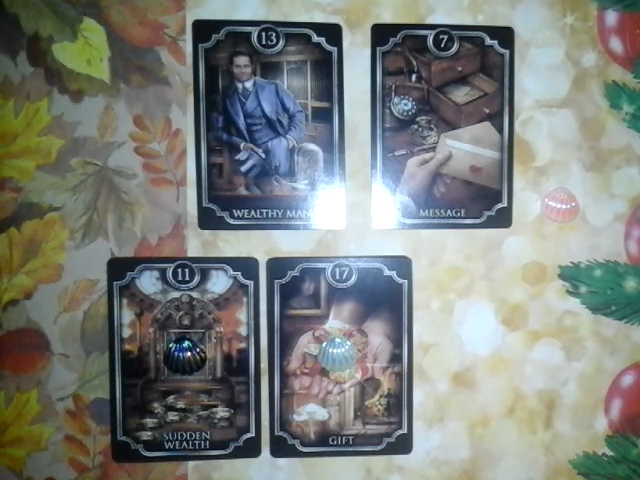 13
WEALTHY MAN
7
MESSAGE
11
SUDDEN
WEALTH
17
GIFT